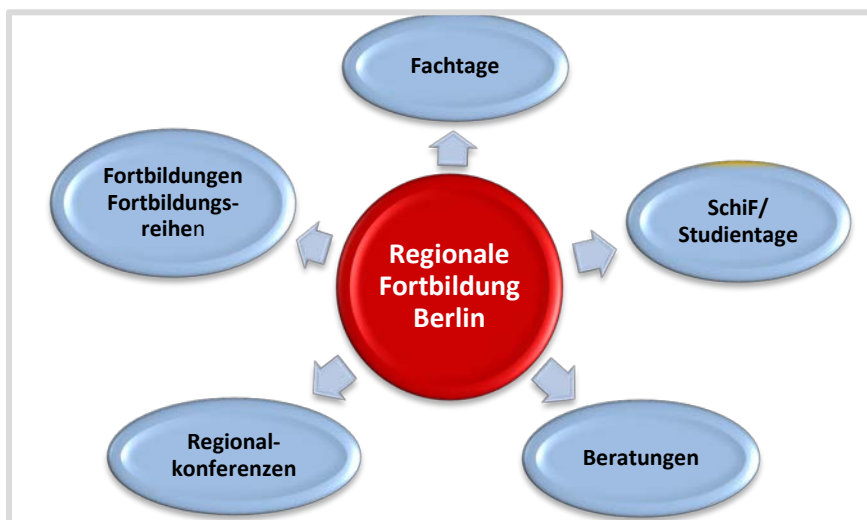 Fachtage
Fortbildungen
Fortbildungs-
reihen
SchiF/
Studientage
Regionale
Fortbildung
Berlin
Regional-
konferenzen
Beratungen